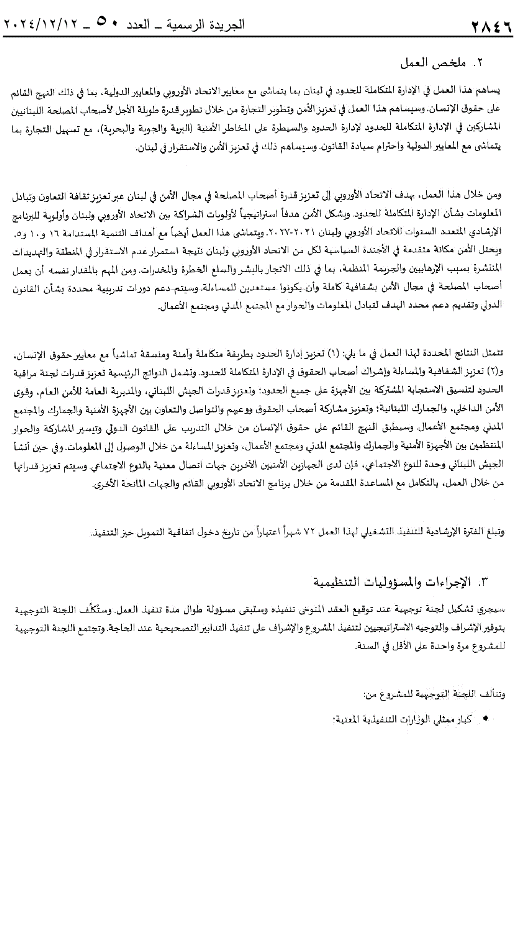 ٢٨٤٦
الجريدة الرسمية ــ العدد ٥٠ ــ ٢٠٢٤/١٢/١٢
٢. ملخص العمل
يساهم هذا العمل في الإدارة المتكاملة للحدود في لبنان بما يتماشى مع معايير الاتحاد الأوروبي والمعايير الدولية، بما في ذلك النهج القائم
على حقوق الإنسان. وسيساهم هذا العمل في تعزيز الأمن وتطوير التجارة من خلال تطوير قدرة طويلة الأجل لأصحاب المصلحة اللبنانيين
المشاركين في الإدارة المتكاملة للحدود لإدارة الحدود والسيطرة على المخاطر الأمنية (البرية والجوية والبحرية)، مع تسهيل التجارة بما
يتماشى مع المعايير الدولية واحترام سيادة القانون. وسيساهم ذلك في تعزيز الأمن والاستقرار في لبنان.
ومن خلال هذا العمل، يهدف الاتحاد الأوروبي إلى تعزيز قدرة أصحاب المصلحة في مجال الأمن في لبنان عبر تعزيز ثقافة التعاون وتبادل
المعلومات بشأن الإدارة المتكاملة للحدود. ويشكل الأمن هدفاً استراتيجياً لأولويات الشراكة بين الاتحاد الأوروبي ولبنان وأولوية للبرنامج
الإرشادي المتعدد السنوات للاتحاد الأوروبي ولبنان ٢٠٢١-٢٠٢٧. ويتماشى هذا العمل أيضاً مع أهداف التنمية المستدامة ١٦ و١٠ و٥.
ويحتل الأمن مكانة متقدمة في الأجندة السياسية لكل من الاتحاد الأوروبي ولبنان نتيجة استمرار عدم الاستقرار في المنطقة والتهديدات
المنتشرة بسبب الإرهابيين والجريمة المنظمة، بما في ذلك الاتجار بالبشر والسلع الخطرة والمخدرات. ومن المهم بالمقدار نفسه أن يعمل
أصحاب المصلحة في مجال الأمن بشفافية كاملة وأن يكونوا مستعدين للمساءلة. وسيتم دعم دورات تدريبية محددة بشأن القانون
الدولي وتقديم دعم محدد الهدف لتبادل المعلومات والحوار مع المجتمع المدني ومجتمع الأعمال.
تتمثل النتائج المحددة لهذا العمل في ما يلي: (١) تعزيز إدارة الحدود بطريقة متكاملة وآمنة ومنسقة تماشياً مع معايير حقوق الإنسان،
و(٢) تعزيز الشفافية والمساءلة وإشراك أصحاب الحقوق في الإدارة المتكاملة للحدود. وتشمل النواتج الرئيسية تعزيز قدرات لجنة مراقبة
الحدود لتنسيق الاستجابة المشتركة بين الأجهزة على جميع الحدود؛ وتعزيز قدرات الجيش اللبناني، والمديرية العامة للأمن العام، وقوى
الأمن الداخلي، والجمارك اللبنانية؛ وتعزيز مشاركة أصحاب الحقوق ووعيهم والتواصل والتعاون بين الأجهزة الأمنية والجمارك والمجتمع
المدني ومجتمع الأعمال. وسيطبق النهج القائم على حقوق الإنسان من خلال التدريب على القانون الدولي وتيسير المشاركة والحوار
المنتظمين بين الأجهزة الأمنية والجمارك والمجتمع المدني ومجتمع الأعمال، وتعزيز المساءلة من خلال الوصول إلى المعلومات. وفي حين أنشأ
الجيش اللبناني وحدة للنوع الاجتماعي، فإن لدى الجهازين الأمنيين الآخرين جهات اتصال معنية بالنوع الاجتماعي وسيتم تعزيز قدراتها
من خلال العمل، بالتكامل مع المساعدة المقدمة من خلال برنامج الاتحاد الأوروبي القائم والجهات المانحة الأخرى.
وتبلغ الفترة الإرشادية للتنفيذ التشغيلي لهذا العمل ٧٢ شهراً اعتباراً من تاريخ دخول اتفاقية التمويل حيز التنفيذ.
٣. الإجراءات والمسؤوليات التنظيمية
سيجري تشكيل لجنة توجيهية عند توقيع العقد المتوخى تنفيذه وستبقى مسؤولة طوال مدة تنفيذ العمل. وستُكلَّف اللجنة التوجيهية
بتوفير الإشراف والتوجيه الاستراتيجيين لتنفيذ المشروع والإشراف على تنفيذ التدابير التصحيحية عند الحاجة. وتجتمع اللجنة التوجيهية
للمشروع مرة واحدة على الأقل في السنة.
وتتألف اللجنة التوجيهية للمشروع من:
• كبار ممثلي الوزارات التنفيذية المعنية: